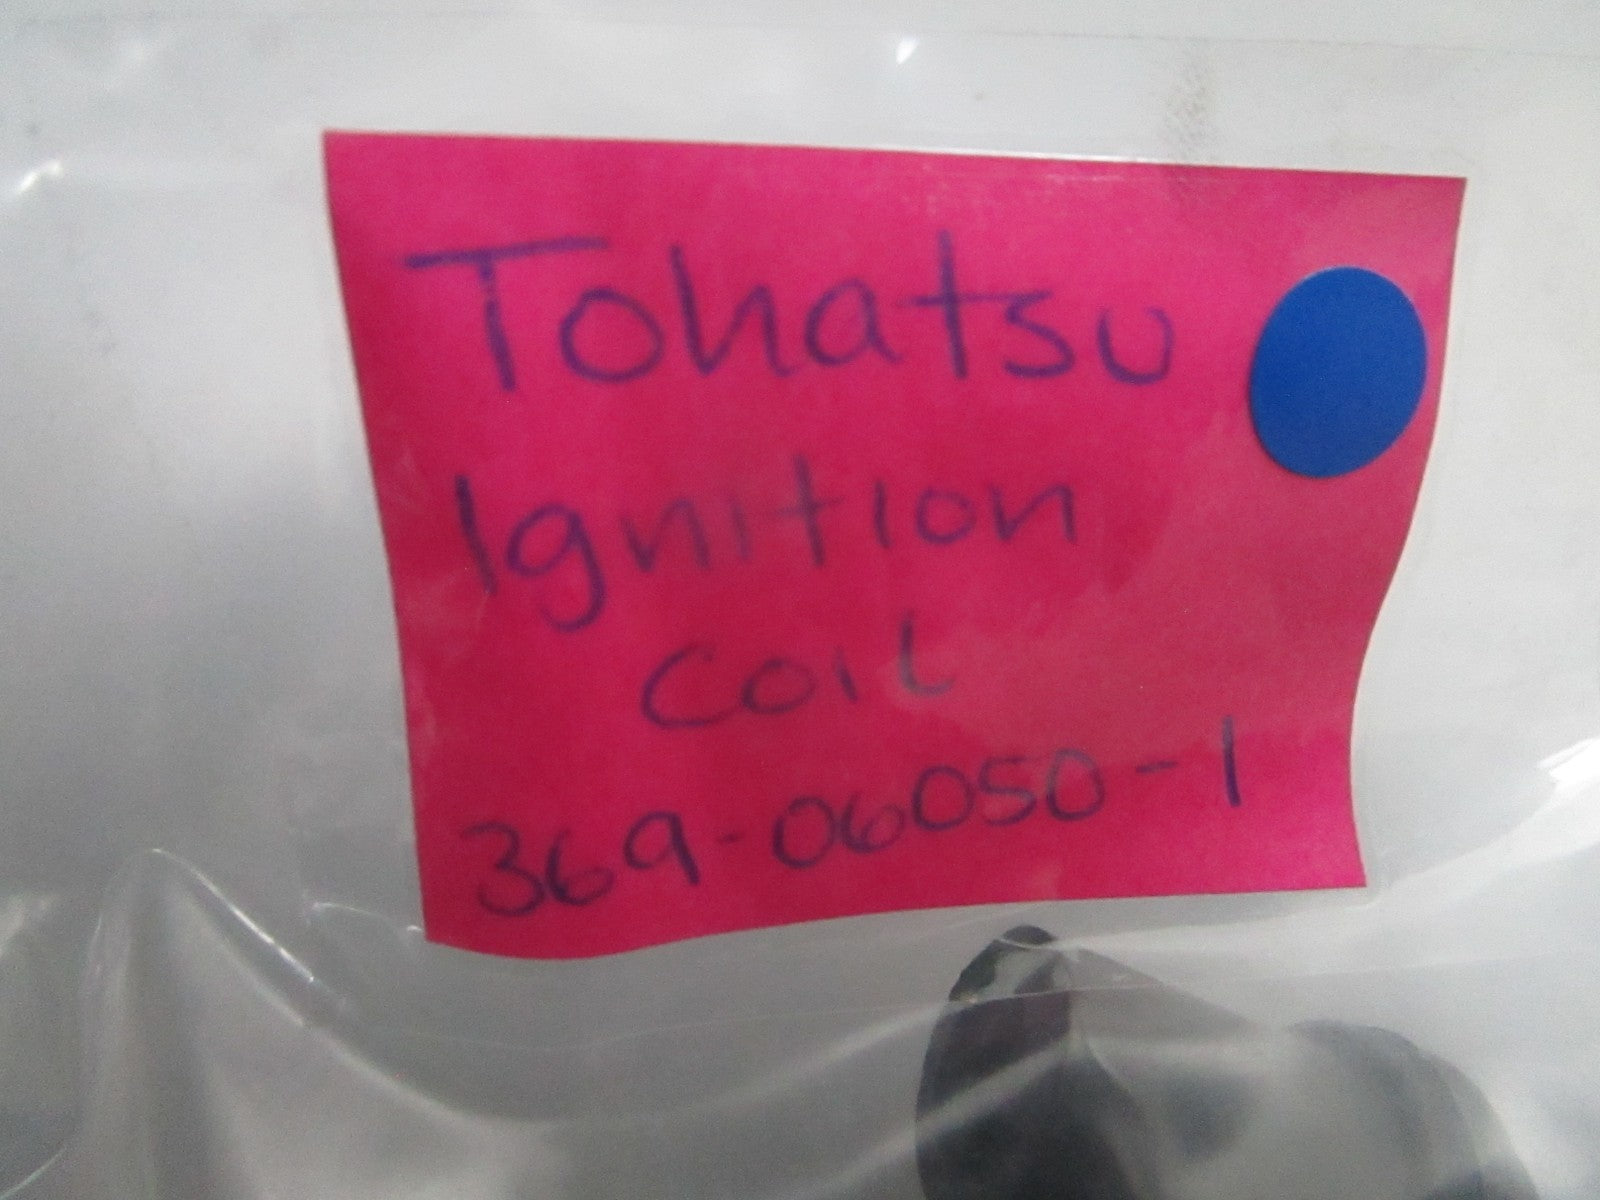 Tohatsu
Ignition
Coil
369-06050-1